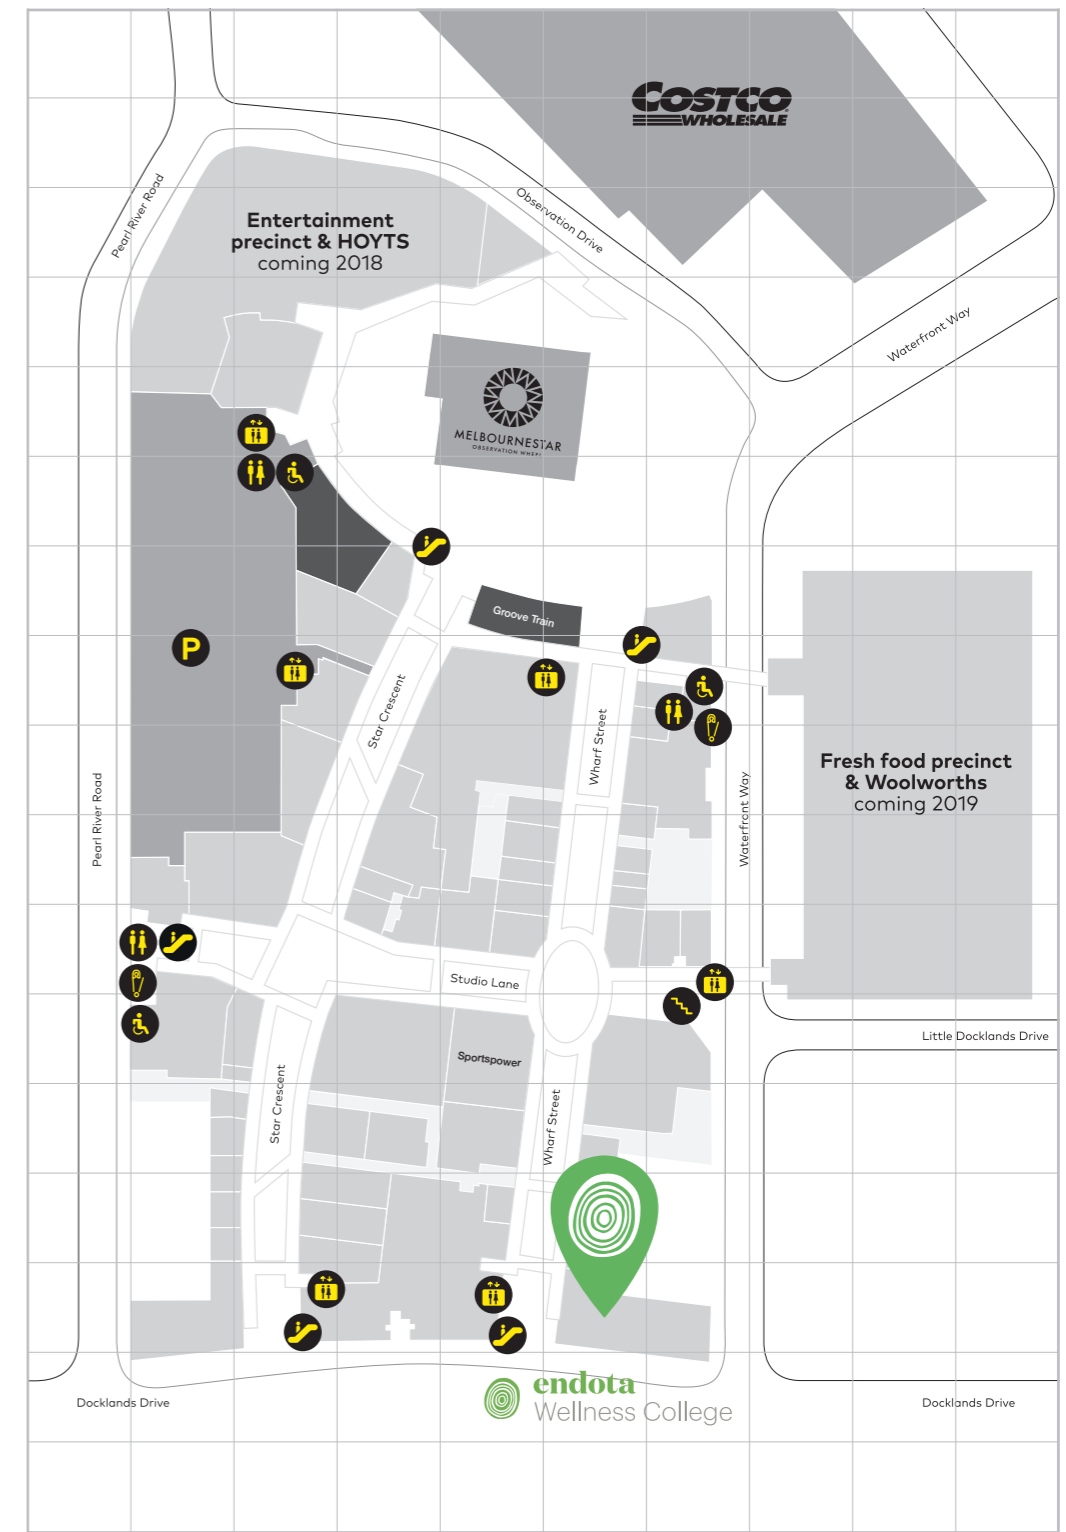 COSTCO
WHOLESALE
Pearl River Road
Observation Drive
Entertainment
precinct & HOYTS
coming 2018
Waterfront Way
MELBOURNESTAR
OBSERVATION WHEEL
Groove Train
P
Star Crescent
Wharf Street
Fresh food precinct
& Woolworths
coming 2019
Pearl River Road
Waterfront Way
Studio Lane
Little Docklands Drive
Sportspower
Star Crescent
Wharf Street
endota
Wellness College
Docklands Drive
Docklands Drive